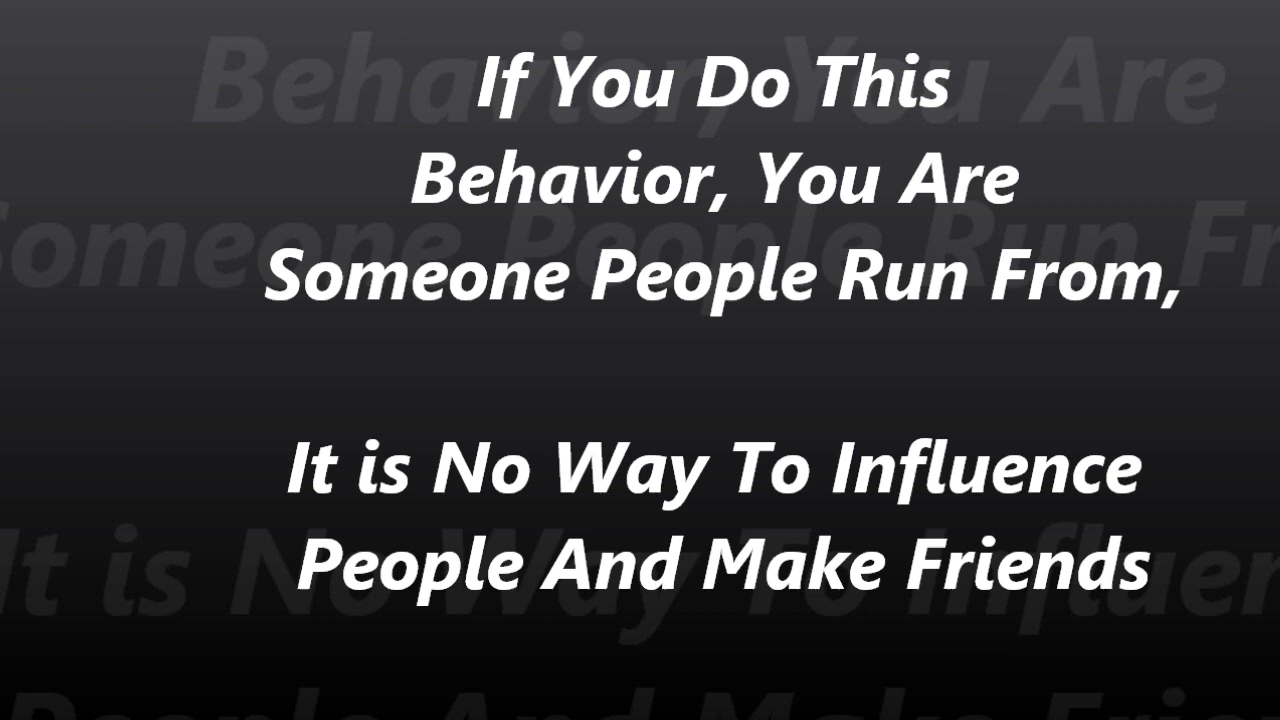 If You Do This
Behavior, You Are
Someone People Run From,
It is No Way To Influence
People And Make Friends